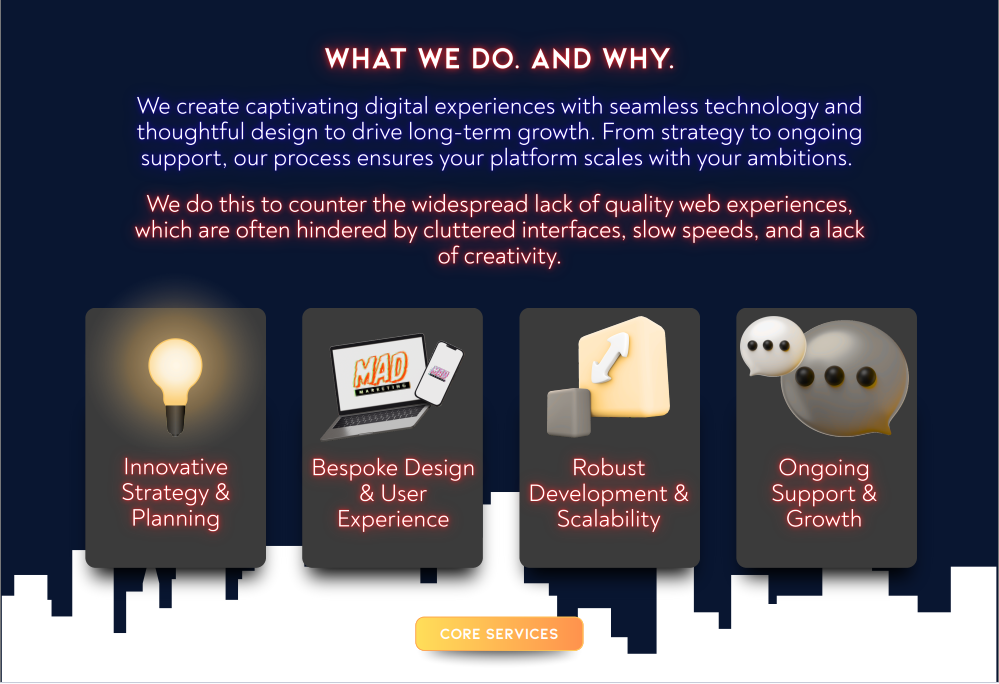 WHAT WE DO. AND WHY.
We create captivating digital experiences with seamless technology and
thoughtful design to drive long-term growth. From strategy to ongoing
support, our process ensures your platform scales with your ambitions.
We do this to counter the widespread lack of quality web experiences,
which are often hindered by cluttered interfaces, slow speeds, and a lack
of creativity.
MAD
MARKETING
Innovative
Strategy &
Planning
Bespoke Design
& User
Experience
Robust
Development &
Scalability
Ongoing
Support &
Growth
CORE SERVICES